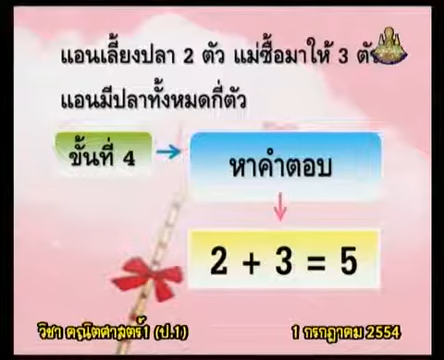 แอนเลี้ยงปลา 2 ตัว แม่ซื้อมาให้ 3 ตัว
แอนมีปลาทั้งหมดกี่ตัว
ขั้นที่ 4
หาคำตอบ
2 + 3 = 5
วิชา คณิตศาสตร์1 (ป.1)
1 กรกฎาคม 2554